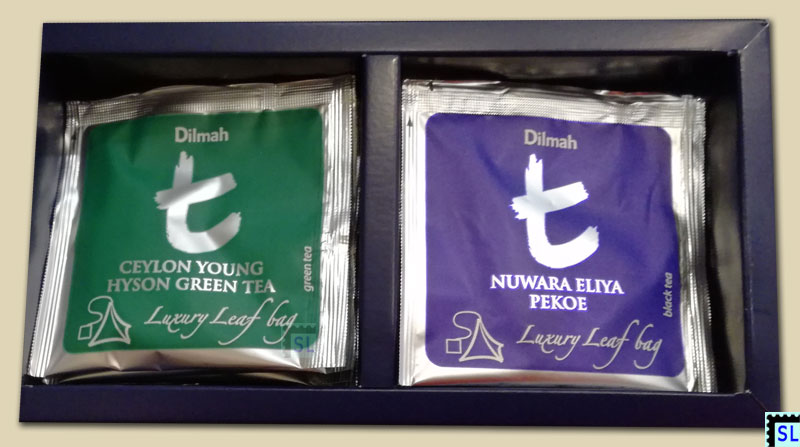 Dilmah
t
CEYLON YOUNG
HYSON GREEN TEA
green tea
Luxury Leaf bag
SL
Dilmah
t
NUWARA ELIYA
PEKOE
black tea
Luxury Leaf bag
SL